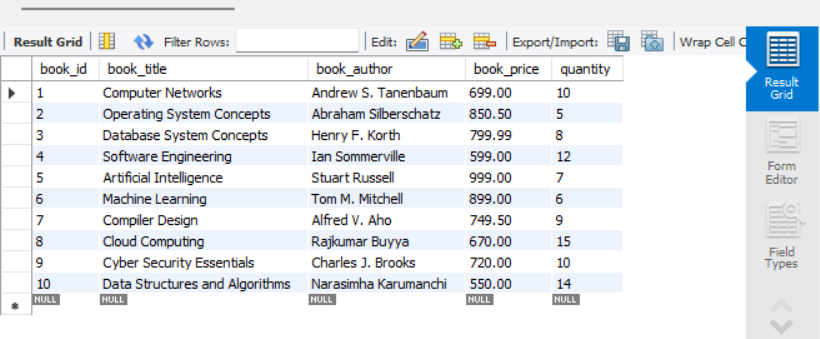 Result Grid Filter Rows: Edit: Export/Import: Wrap Cell C
book_id book_title book_author book_price quantity
1 Computer Networks Andrew S. Tanenbaum 699.00 10
2 Operating System Concepts Abraham Silberschatz 850.50 5
3 Database System Concepts Henry F. Korth 799.99 8
4 Software Engineering Ian Sommerville 599.00 12
5 Artificial Intelligence Stuart Russell 999.00 7
6 Machine Learning Tom M. Mitchell 899.00 6
7 Compiler Design Alfred V. Aho 749.50 9
8 Cloud Computing Rajkumar Buyya 670.00 15
9 Cyber Security Essentials Charles J. Brooks 720.00 10
10 Data Structures and Algorithms Narasimha Karumanchi 550.00 14
NULL NULL NULL NULL NULL
Result
Grid
Form
Editor
Field
Types